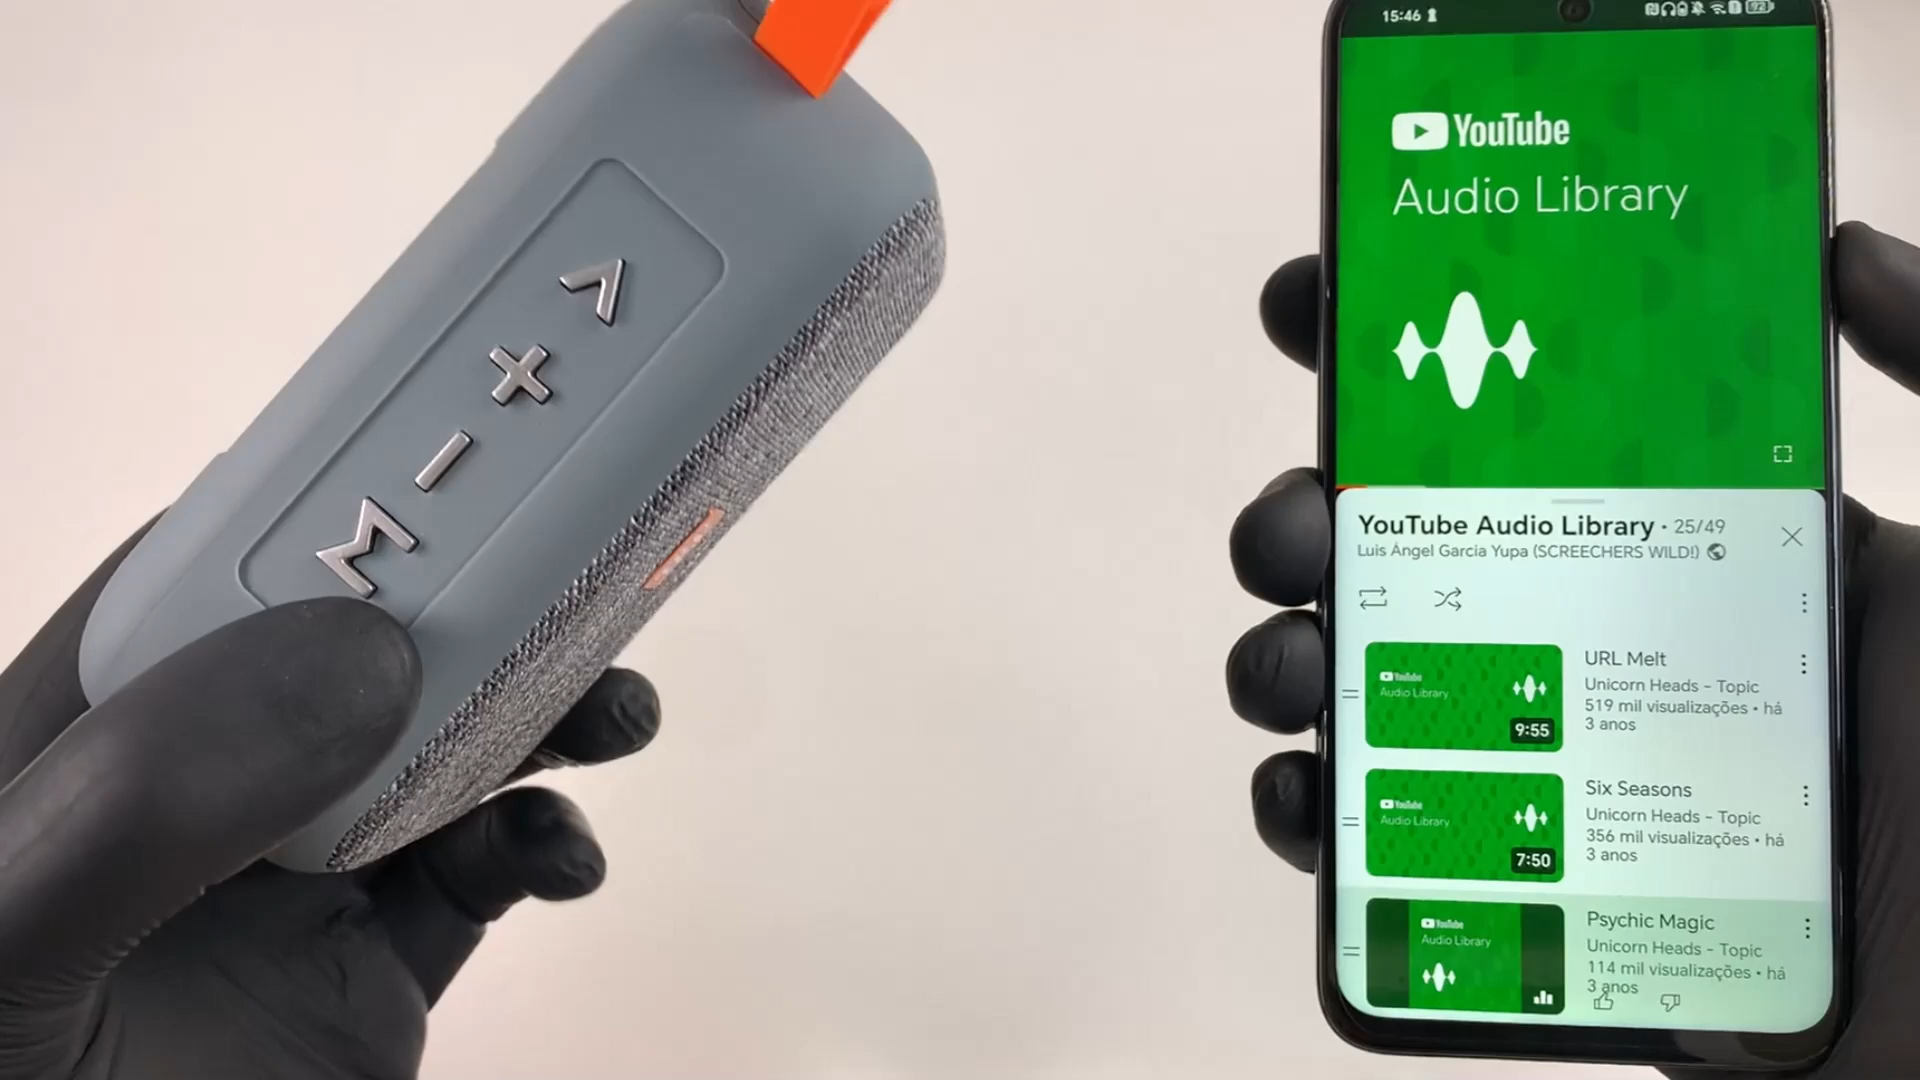 15:46
92
YouTube
Audio Library
YouTube Audio Library • 25/49
Luis Ángel Garcia Yupa (SCREECHERS WILD!)
YouTube
Audio Library
9:55
URL Melt
Unicorn Heads - Topic
519 mil visualizações • há
3 anos
YouTube
Audio Library
7:50
Six Seasons
Unicorn Heads - Topic
356 mil visualizações • há
3 anos
YouTube
Audio Library
Psychic Magic
Unicorn Heads - Topic
114 mil visualizações • há
3 anos
M